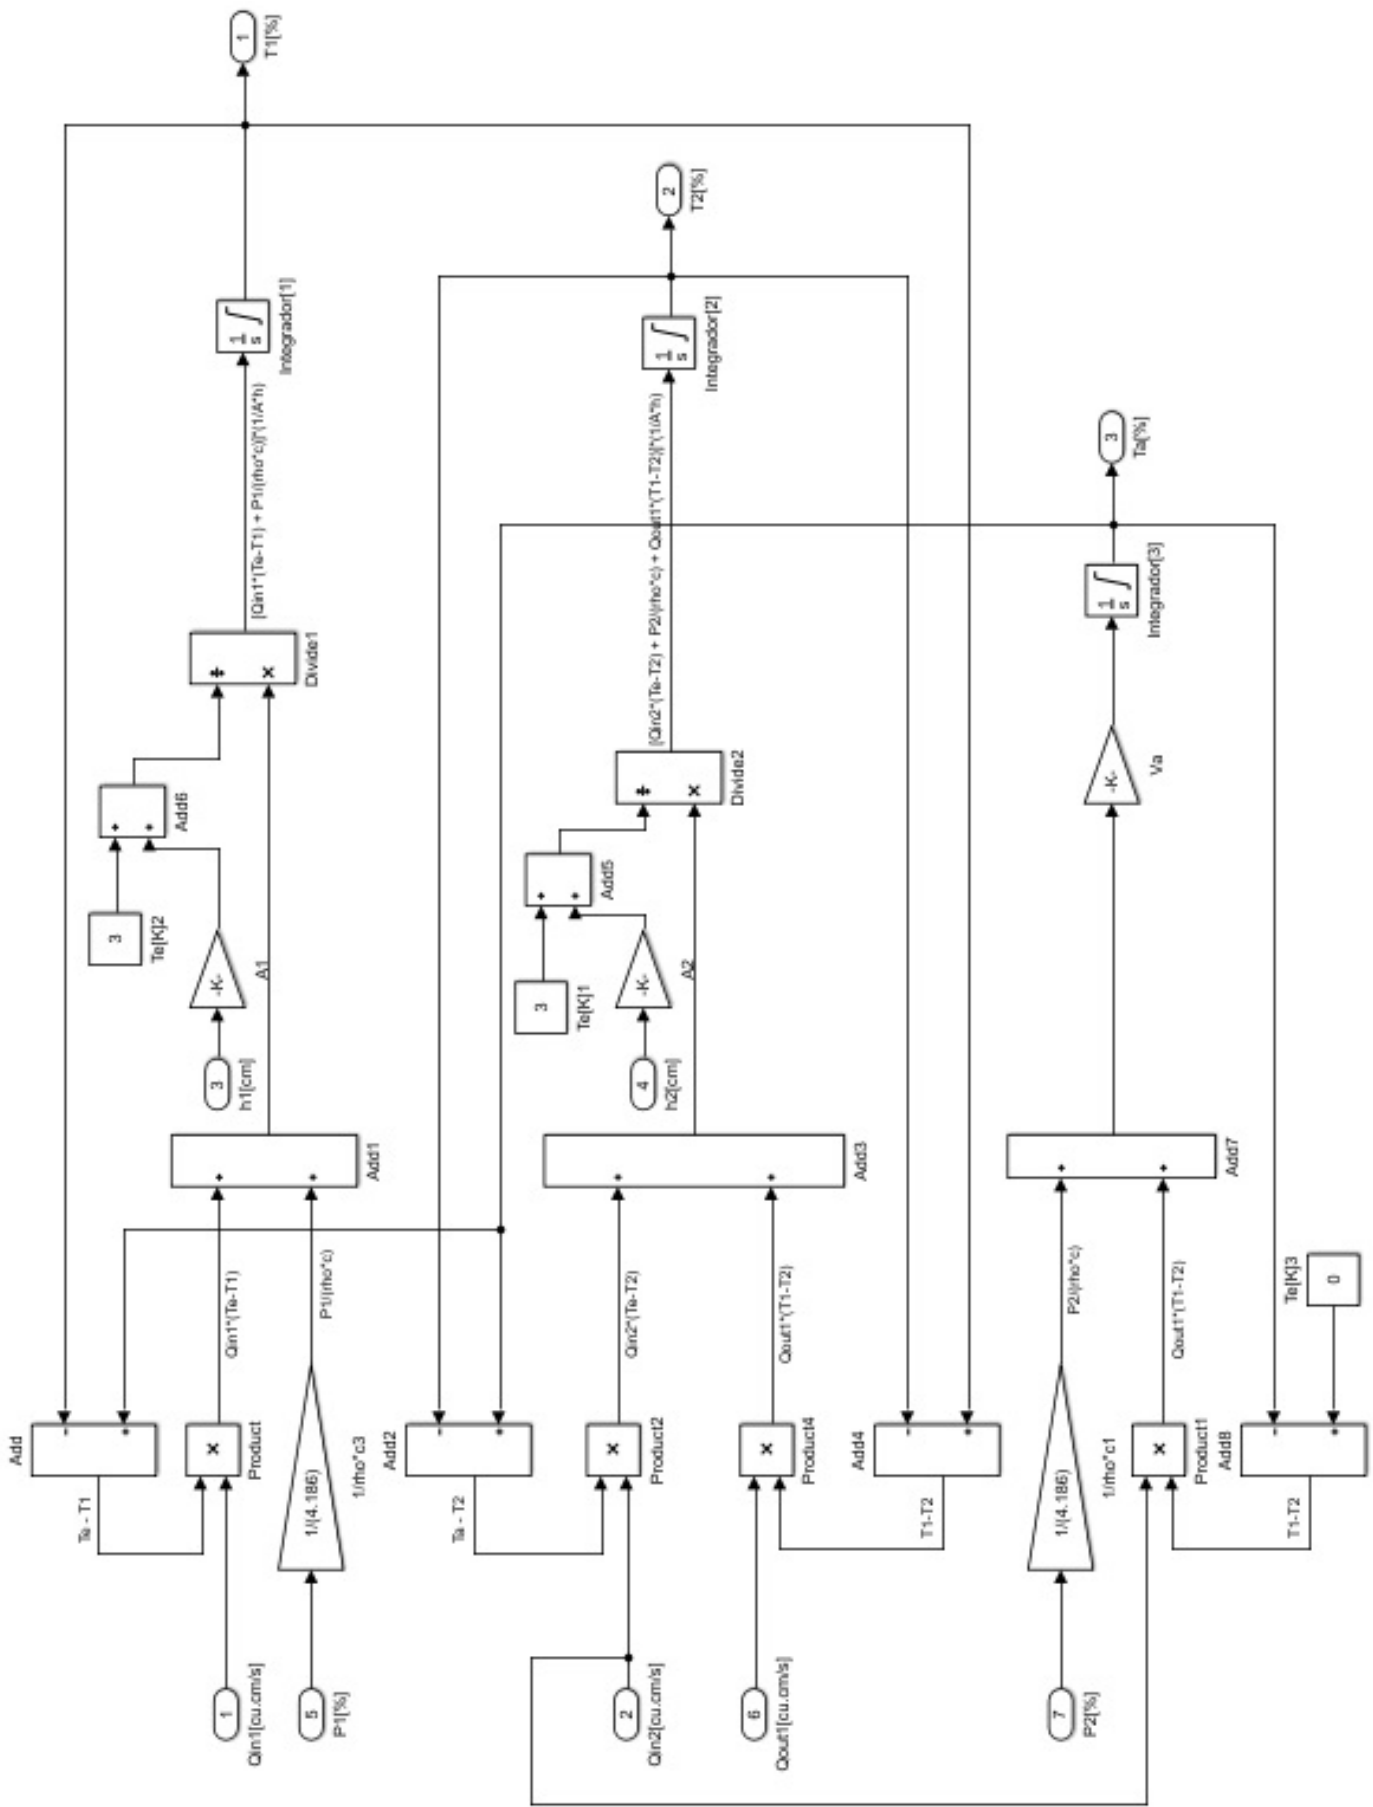 Add
-
+
Te - T1
1
T1[%]
3
Te[K]2
+
+
Add6
1
Qin1[cu.cm/s]
×
Product
Qin1*(Te-T1)
+
+
Add1
3
h1[cm]
-K-
A1
÷
×
Divide1
[Qin1*(Te-T1) + P1/(rho*c)]*(1/A*h)
1
s
Integrador[1]
5
P1[%]
1/(4.186)
1/rho*c3
P1/(rho*c)
Add2
-
+
Te - T2
3
Te[K]1
+
+
Add5
2
Qin2[cu.cm/s]
×
Product2
Qin2*(Te-T2)
+
+
Add3
4
h2[cm]
-K-
A2
÷
×
Divide2
[Qin2*(Te-T2) + P2/(rho*c) + Qout1*(T1-T2)]*(1/A*h)
1
s
Integrador[2]
2
T2[%]
6
Qout1[cu.cm/s]
×
Product4
Qout1*(T1-T2)
Add4
-
+
T1-T2
7
P2[%]
1/(4.186)
1/rho*c1
P2/(rho*c)
+
+
Add7
-K-
Va
1
s
Integrador[3]
3
Ta[%]
×
Product1
Qout1*(T1-T2)
Add8
-
+
T1-T2
Te[K]3
0